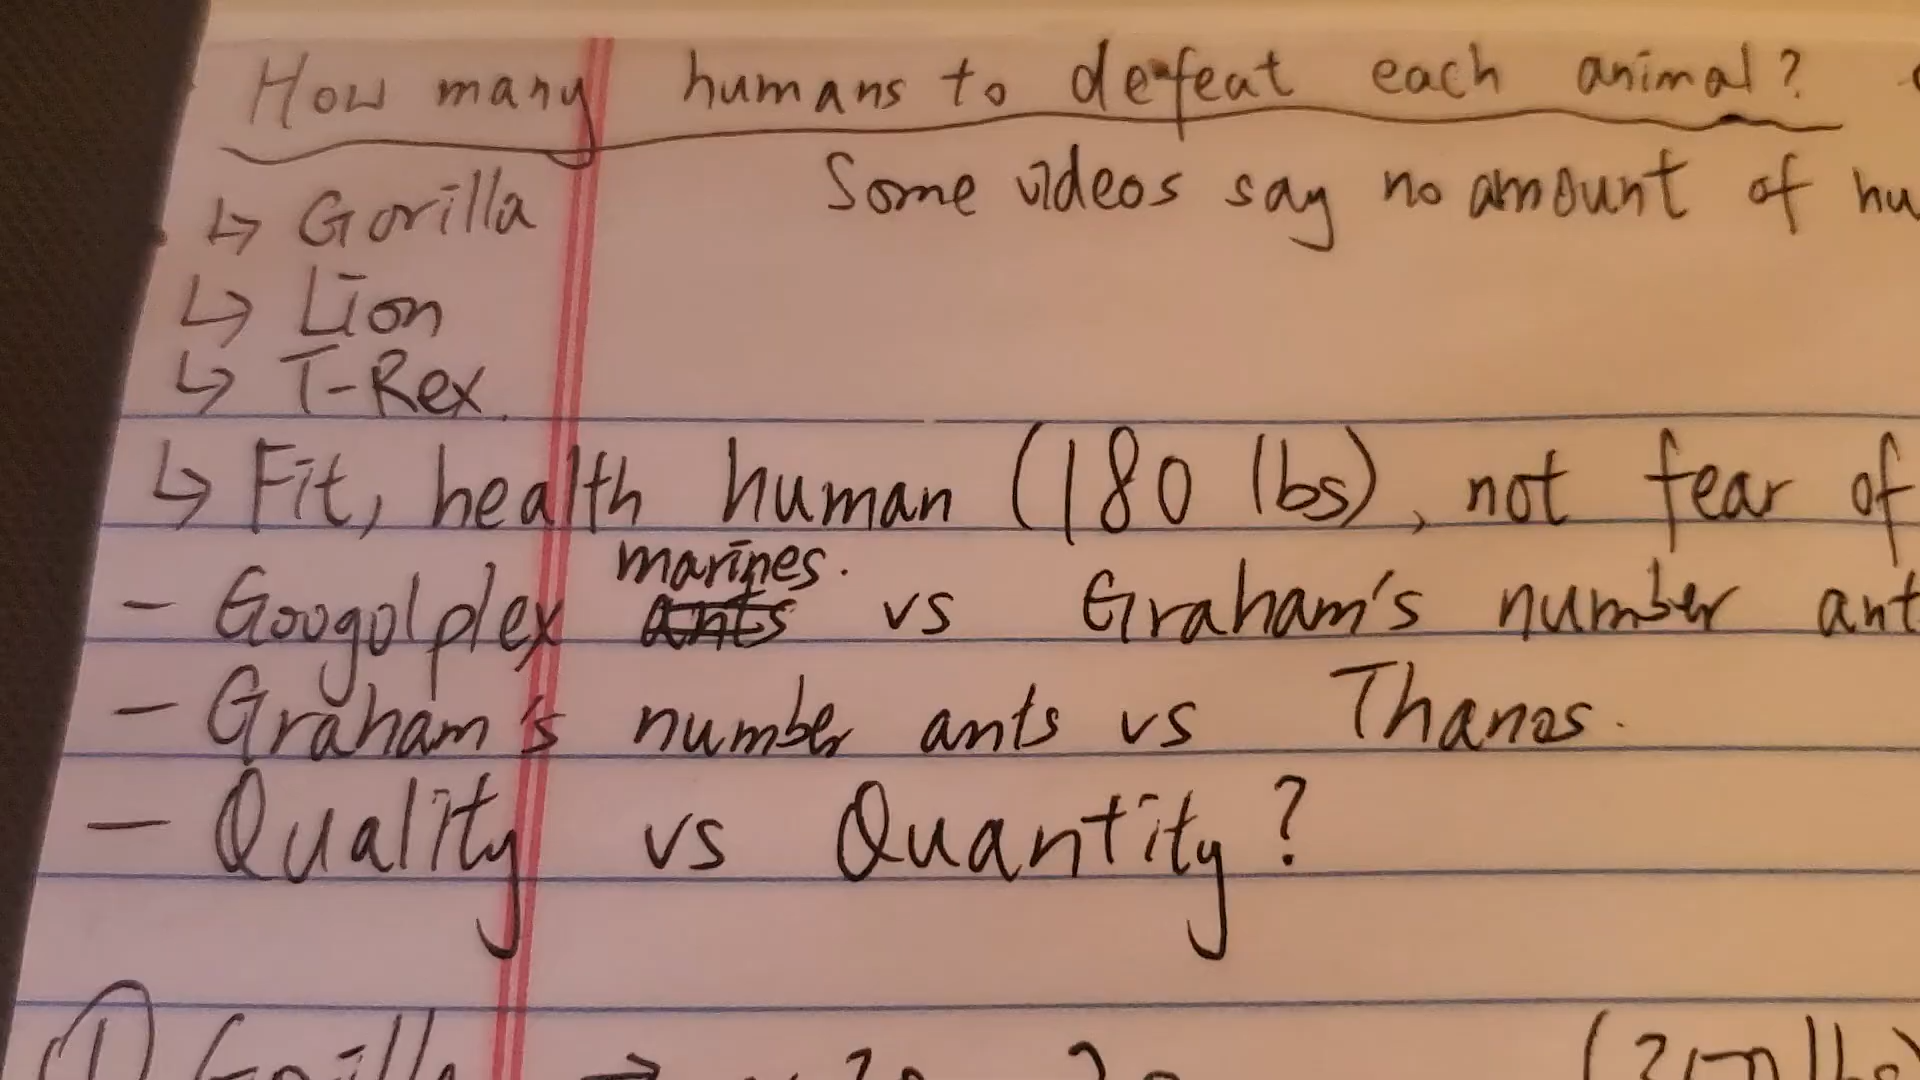 How many humans to defeat each animal?
Some videos say no amount of
↳ Gorilla
↳ Lion
↳ T-Rex.
↳ Fit, health human (180 lbs), not fear of
- Googolplex ants marines. vs Graham's number
- Graham's number ants vs Thanos.
- Quality vs Quantity?
① Gorilla →